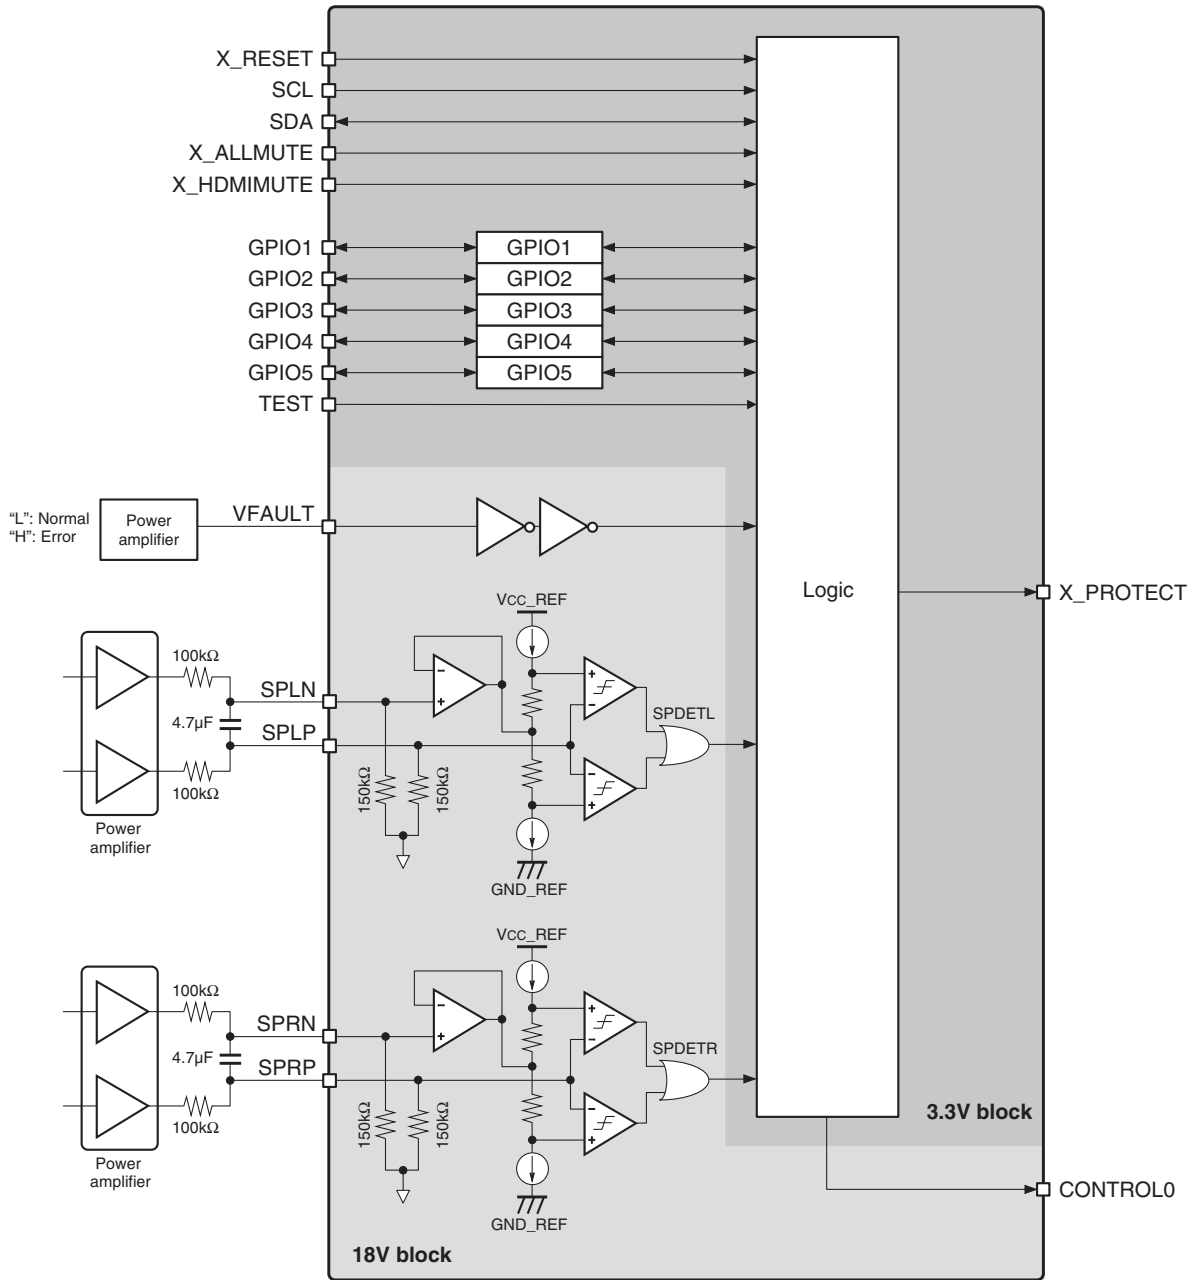 X_RESET
SCL
SDA
X_ALLMUTE
X_HDMIMUTE
GPIO1
GPIO1
GPIO2
GPIO2
GPIO3
GPIO3
GPIO4
GPIO4
GPIO5
GPIO5
TEST
“L”: Normal
“H”: Error
Power
amplifier
VFAULT
Logic
X_PROTECT
VCC_REF
100kΩ
SPLN
4.7µF
SPLP
100kΩ
Power
amplifier
150kΩ
150kΩ
-
+
+
-
-
+
SPDETL
GND_REF
VCC_REF
100kΩ
SPRN
4.7µF
SPRP
100kΩ
Power
amplifier
150kΩ
150kΩ
-
+
+
-
-
+
SPDETR
GND_REF
3.3V block
CONTROL0
18V block